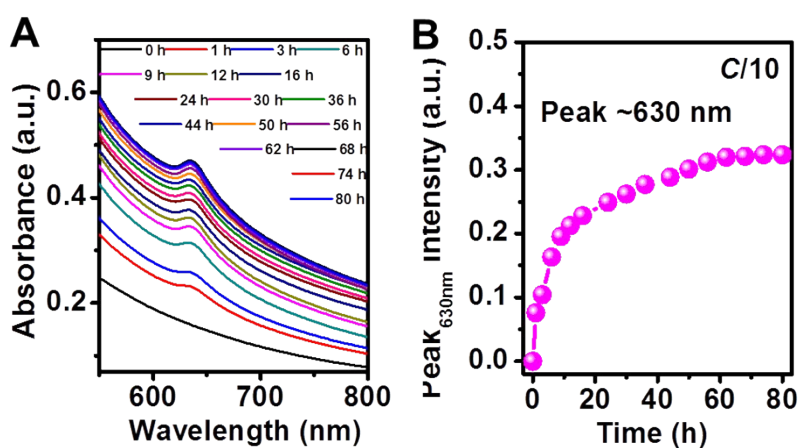 A
0 h 1 h 3 h 6 h
9 h 12 h 16 h
24 h 30 h 36 h
44 h 50 h 56 h
62 h 68 h
74 h
80 h
0.6
0.4
0.2
Absorbance (a.u.)
600 700 800
Wavelength (nm)
B
C/10
Peak ~630 nm
0.5
0.4
0.3
0.2
0.1
0.0
Peak630nm Intensity (a.u.)
0 20 40 60 80
Time (h)